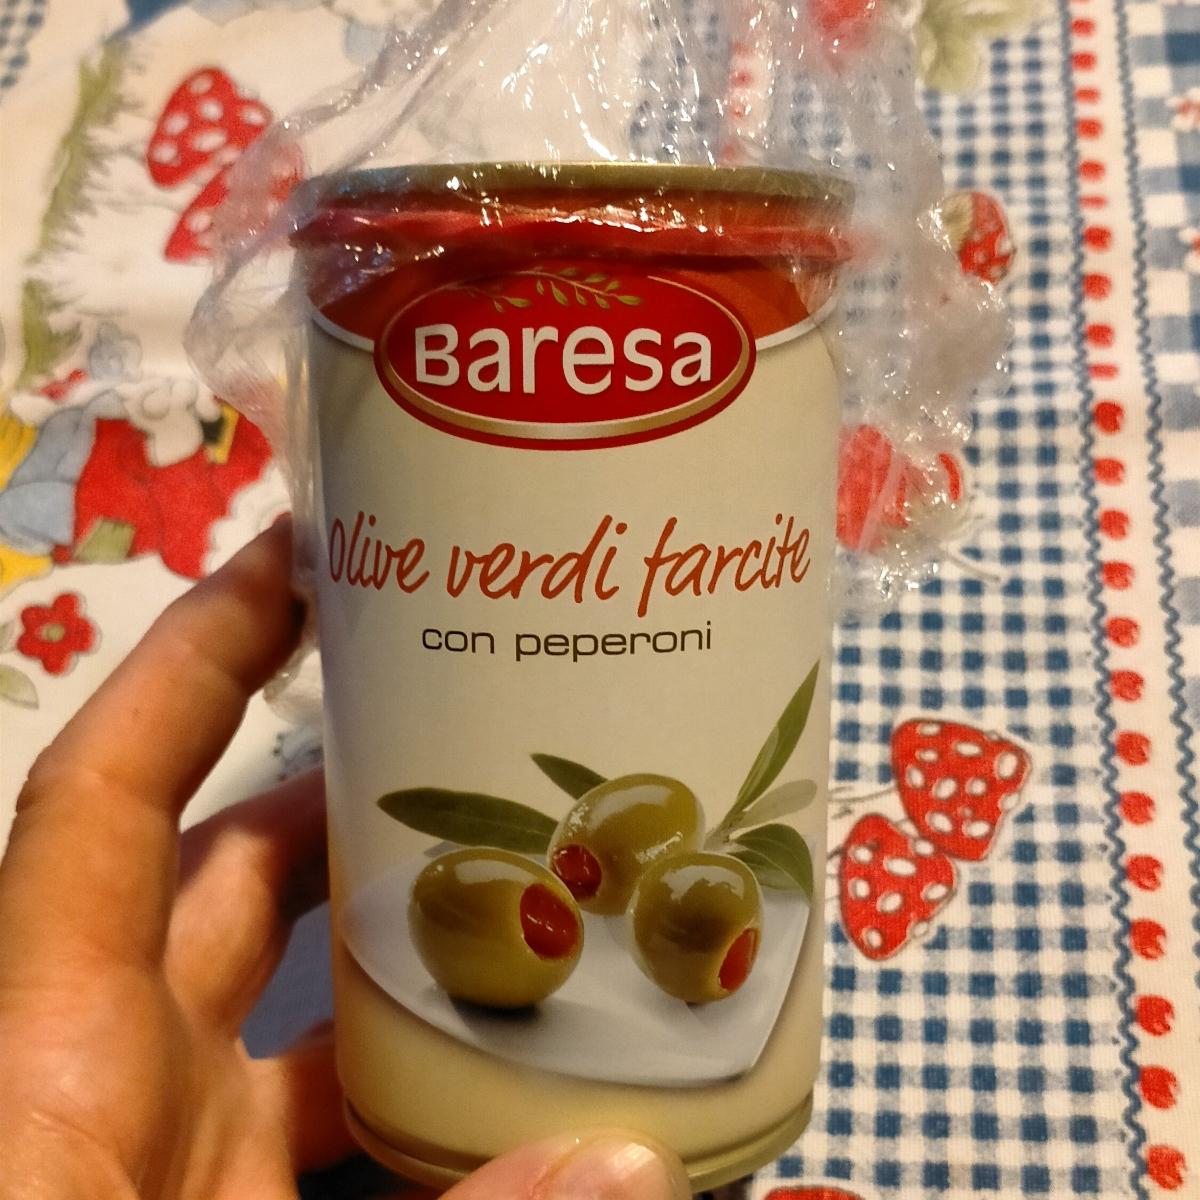 Baresa
Olive verdi farcite
con peperoni